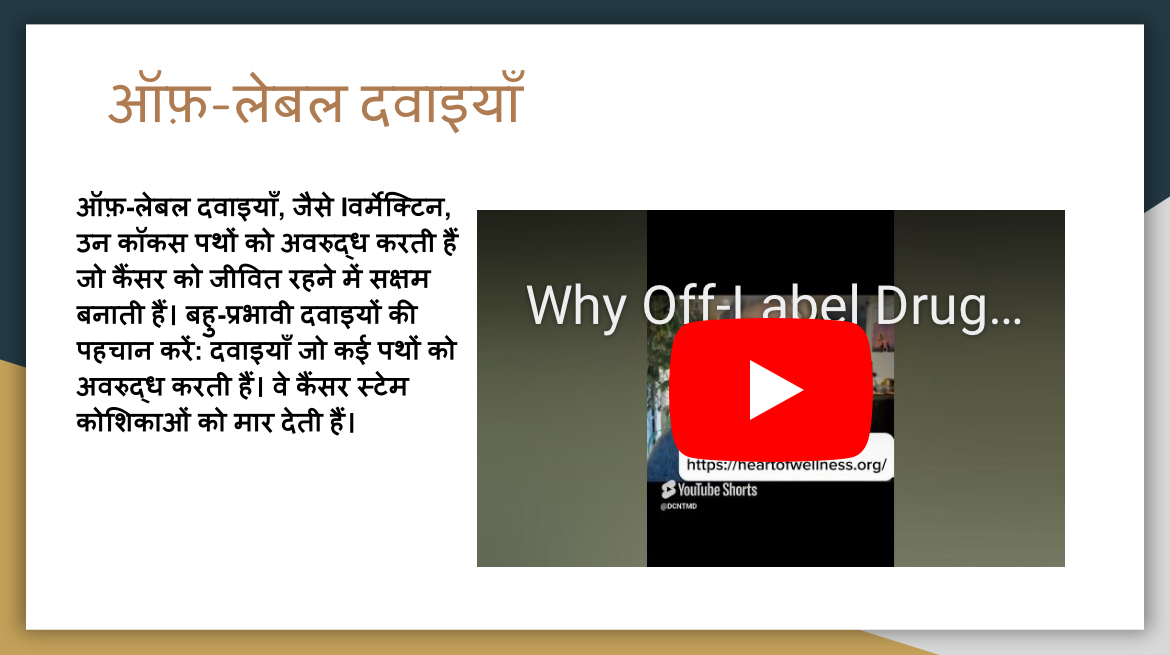 ऑफ़-लेबल दवाइयाँ
ऑफ़-लेबल दवाइयाँ, जैसे Iवर्मेक्टिन,
उन कॉकस पथों को अवरुद्ध करती हैं
जो कैंसर को जीवित रहने में सक्षम
बनाती हैं। बहु-प्रभावी दवाइयों की
पहचान करें: दवाइयाँ जो कई पथों को
अवरुद्ध करती हैं। वे कैंसर स्टेम
कोशिकाओं को मार देती हैं।
Why Off-Label Drug...
https://heartofwellness.org/
YouTube Shorts
@DCNTMD